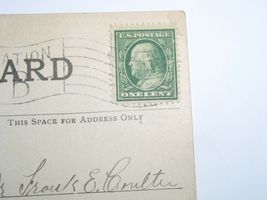 U.S. POSTAGE
ATION
ARD
D
ONE CENT
THIS SPACE FOR ADDRESS ONLY
Frank E. Coulter